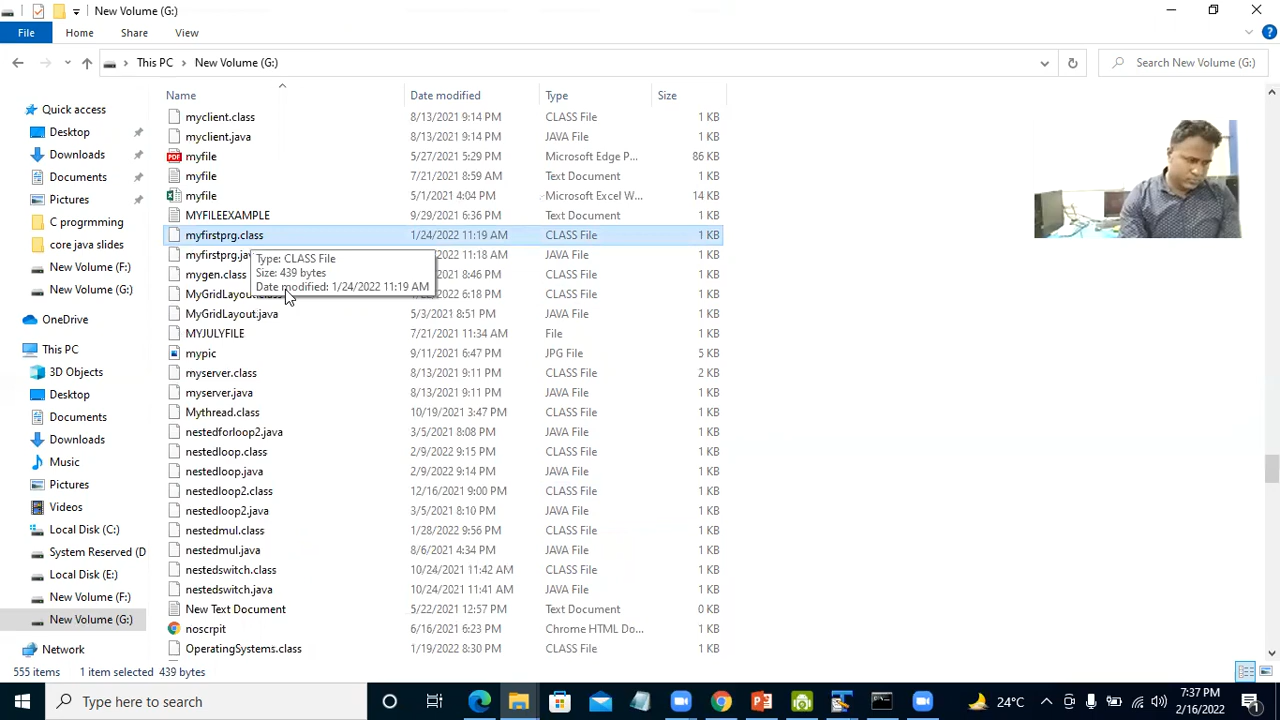 New Volume (G:)
File Home Share View
This PC New Volume (G:) Search New Volume (G:)
Name Date modified Type Size
Quick access
Desktop
Downloads
Documents
Pictures
C progrmming
core java slides
New Volume (F:)
New Volume (G:)
OneDrive
This PC
3D Objects
Desktop
Documents
Downloads
Music
Pictures
Videos
Local Disk (C:)
System Reserved (D
Local Disk (E:)
New Volume (F:)
New Volume (G:)
Network
myclient.class 8/13/2021 9:14 PM CLASS File 1 KB
myclient.java 8/13/2021 9:14 PM JAVA File 1 KB
PDF myfile 5/27/2021 5:29 PM Microsoft Edge P... 86 KB
myfile 7/21/2021 8:59 AM Text Document 1 KB
myfile 5/1/2021 4:04 PM Microsoft Excel W... 14 KB
MYFILEEXAMPLE 9/29/2021 6:36 PM Text Document 1 KB
myfirstprg.class 1/24/2022 11:19 AM CLASS File 1 KB
myfirstprg.jav 11:18 AM JAVA File 1 KB
Type: CLASS File
Size: 439 bytes
Date modified: 1/24/2022 11:19 AM
mygen.class 8:46 PM CLASS File 1 KB
MyGridLayout.class 6:18 PM CLASS File 1 KB
MyGridLayout.java 5/3/2021 8:51 PM JAVA File 1 KB
MYJULYFILE 7/21/2021 11:34 AM File 1 KB
mypic 9/11/2021 6:47 PM JPG File 5 KB
myserver.class 8/13/2021 9:11 PM CLASS File 2 KB
myserver.java 8/13/2021 9:11 PM JAVA File 1 KB
Mythread.class 10/19/2021 3:47 PM CLASS File 1 KB
nestedforloop2.java 3/5/2021 8:08 PM JAVA File 1 KB
nestedloop.class 2/9/2022 9:15 PM CLASS File 1 KB
nestedloop.java 2/9/2022 9:14 PM JAVA File 1 KB
nestedloop2.class 12/16/2021 9:00 PM CLASS File 1 KB
nestedloop2.java 3/5/2021 8:10 PM JAVA File 1 KB
nestedmul.class 1/28/2022 9:56 PM CLASS File 1 KB
nestedmul.java 8/6/2021 4:34 PM JAVA File 1 KB
nestedswitch.class 10/24/2021 11:42 AM CLASS File 1 KB
nestedswitch.java 10/24/2021 11:41 AM JAVA File 1 KB
New Text Document 5/22/2021 12:57 PM Text Document 0 KB
noscrpit 6/16/2021 6:23 PM Chrome HTML Do... 1 KB
OperatingSystems.class 1/19/2022 8:30 PM CLASS File 1 KB
555 items 1 item selected 439 bytes
Type here to search
24°C
7:37 PM
2/16/2022
1